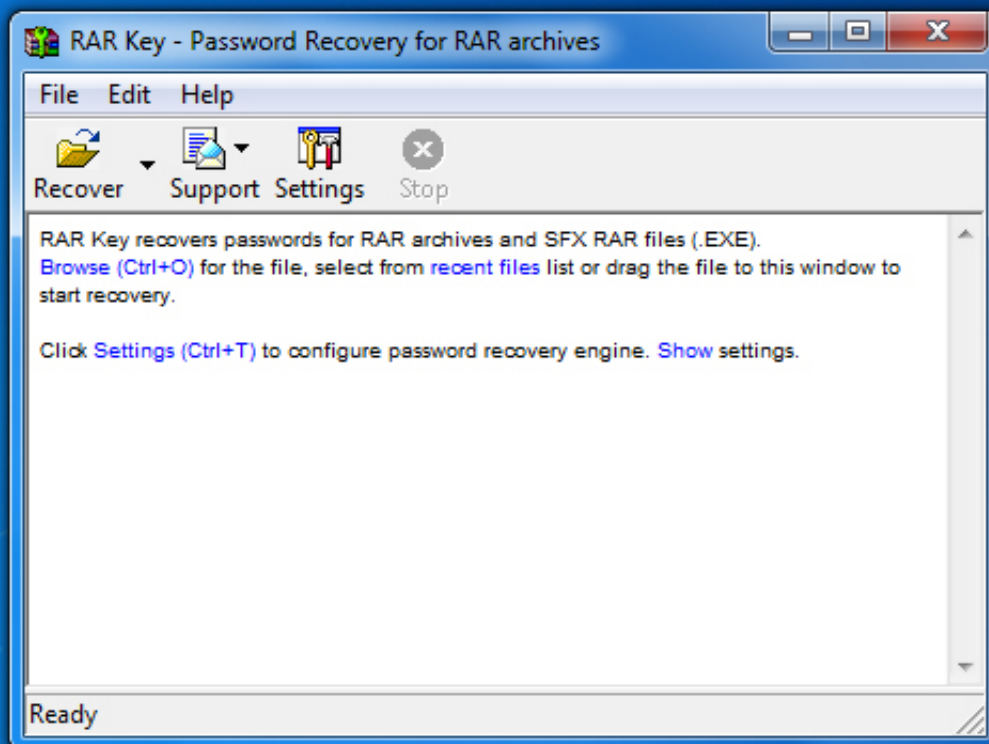 RAR Key - Password Recovery for RAR archives
File Edit Help
Recover Support Settings Stop
RAR Key recovers passwords for RAR archives and SFX RAR files (.EXE).
Browse (Ctrl+O) for the file, select from recent files list or drag the file to this window to
start recovery.
Click Settings (Ctrl+T) to configure password recovery engine. Show settings.
Ready